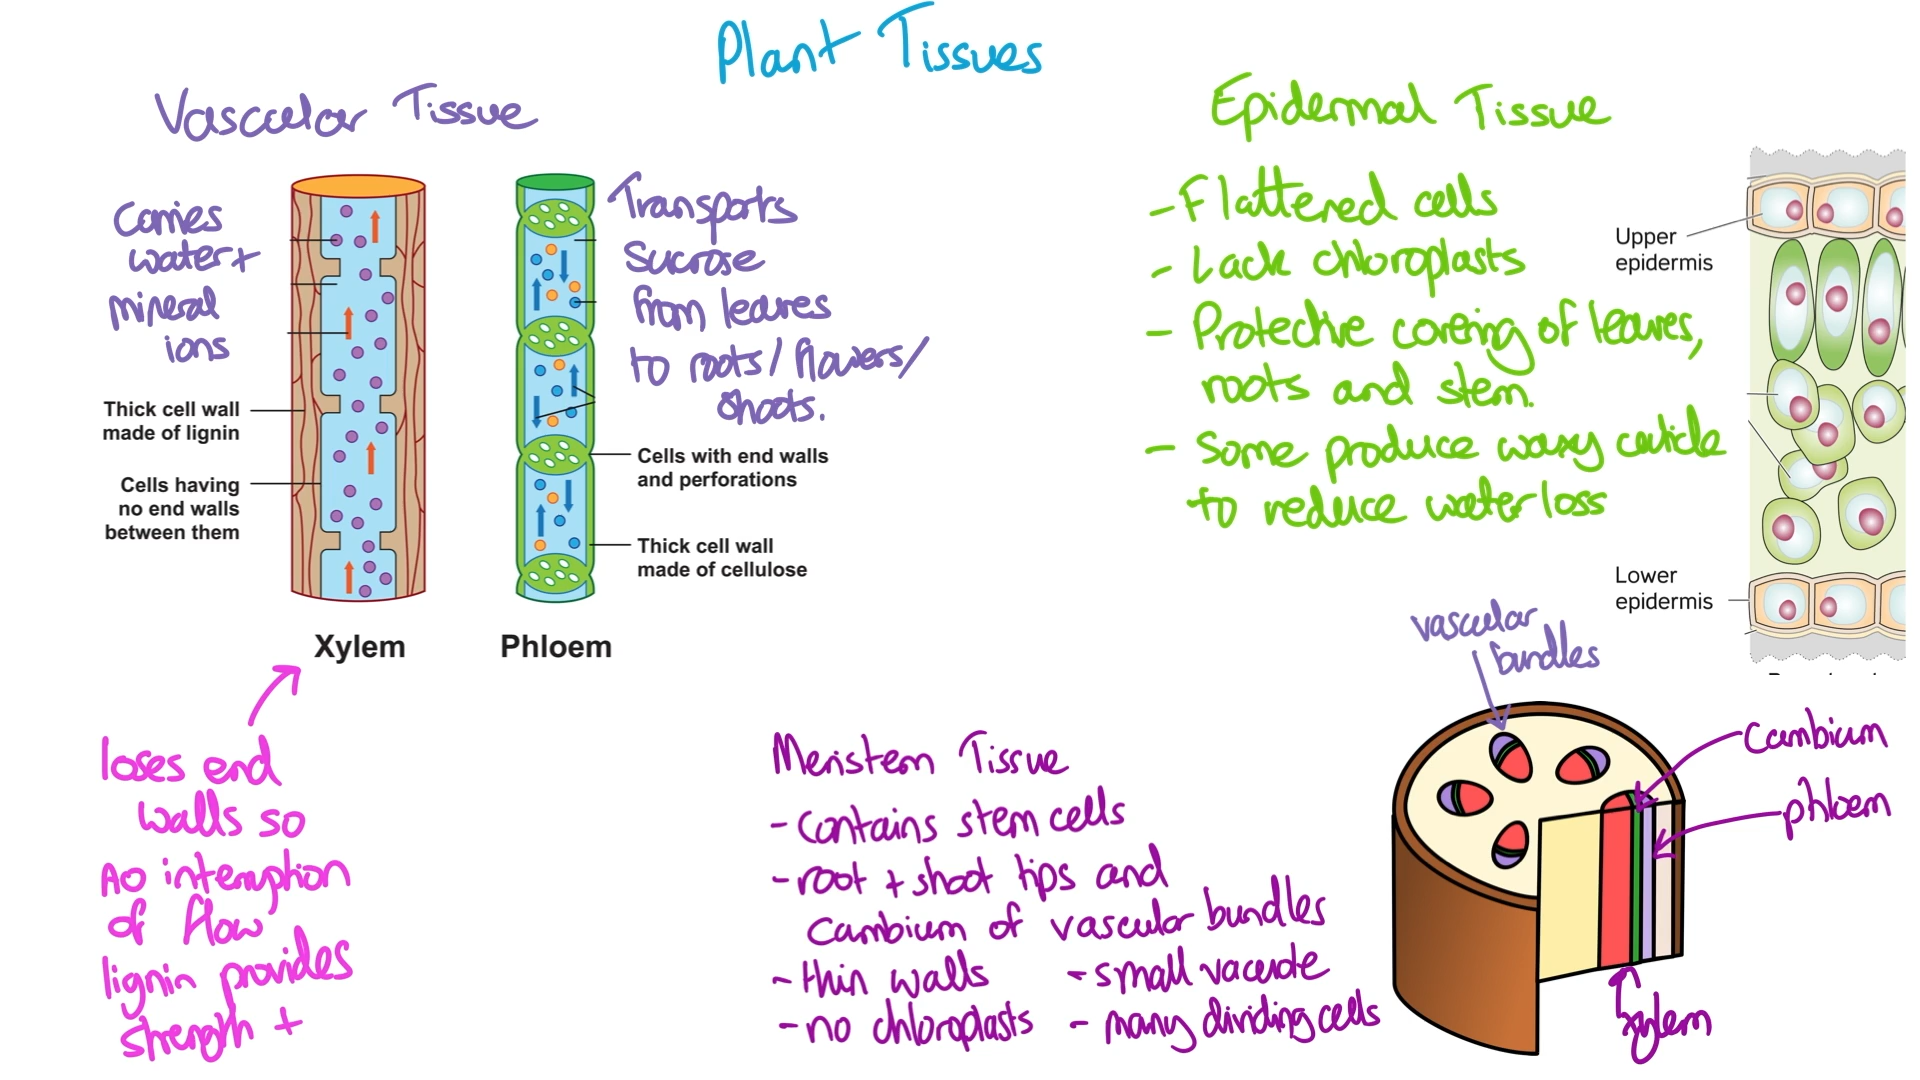 Plant Tissues
Vascular Tissue
Carries
water +
mineral
ions
Thick cell wall
made of lignin
Cells having
no end walls
between them
Xylem
Transports
Sucrose
from leaves
to roots/flowers/
shoots.
Cells with end walls
and perforations
Thick cell wall
made of cellulose
Phloem
loses end
walls so
no interruption
of flow
lignin provides
strength +
Epidermal Tissue
- Flattered cells
- Lack chloroplasts
- Protective covering of leaves,
roots and stem.
- Some produce waxy cuticle
to reduce water loss
Upper
epidermis
Lower
epidermis
Meristem Tissue
- contains stem cells
- root + shoot tips and
Cambium of vascular bundles
- thin walls - small vacuole
- no chloroplasts - many dividing cells
vascular
bundles
Cambium
phloem
xylem